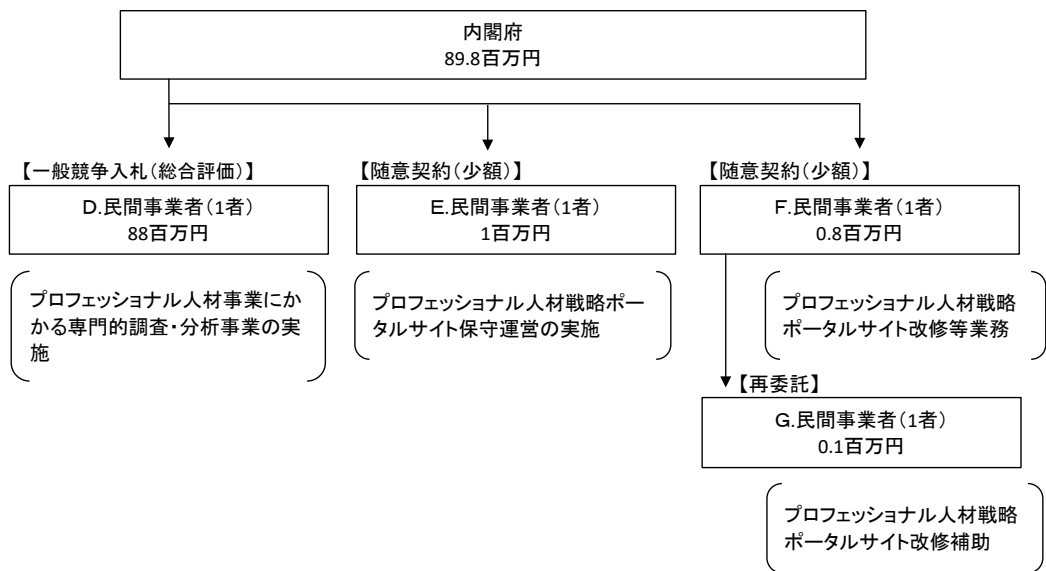 内閣府
89.8百万円
【一般競争入札(総合評価)】
D.民間事業者(1者)
88百万円
プロフェッショナル人材事業にか
かる専門的調査・分析事業の実
施
【随意契約(少額)】
E.民間事業者(1者)
1百万円
プロフェッショナル人材戦略ポー
タルサイト保守運営の実施
【随意契約(少額)】
F.民間事業者(1者)
0.8百万円
プロフェッショナル人材戦略
ポータルサイト改修等業務
【再委託】
G.民間事業者(1者)
0.1百万円
プロフェッショナル人材戦略
ポータルサイト改修補助